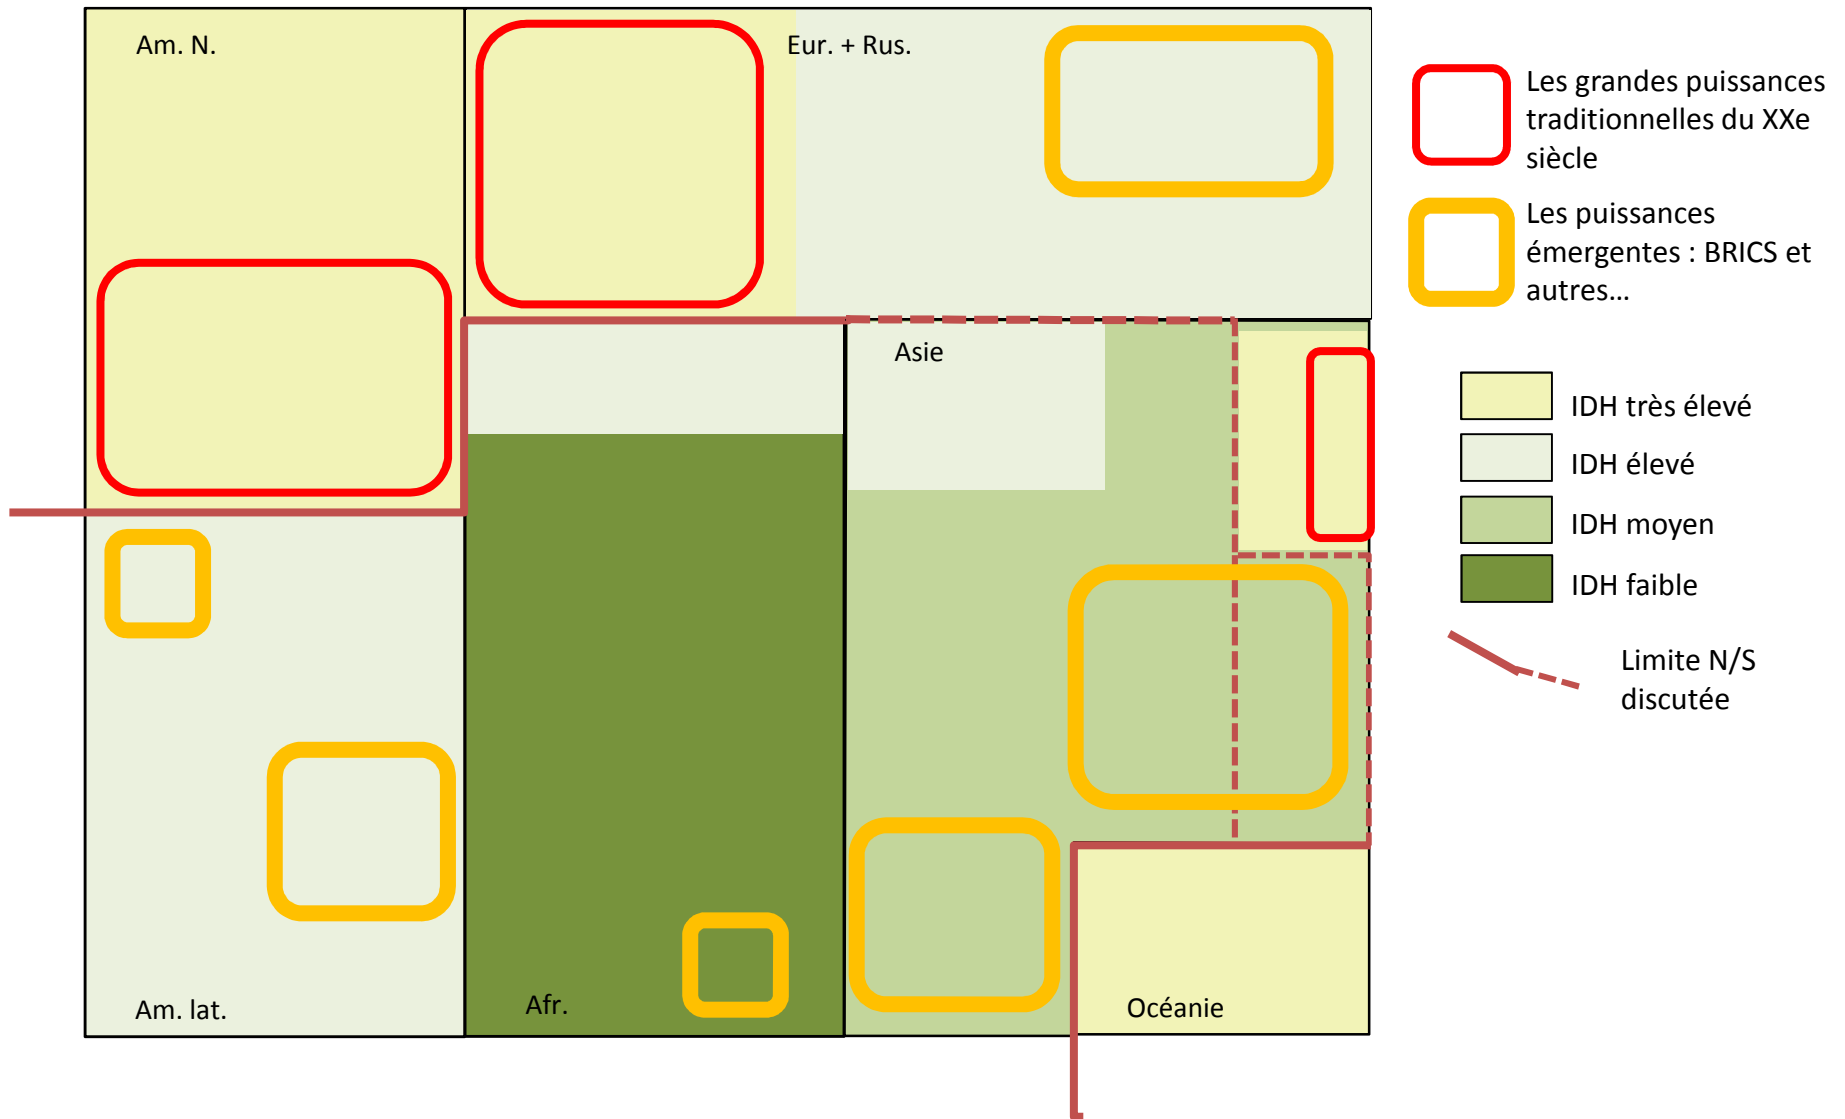 Am. N.
Eur. + Rus.
Asie
Am. lat.
Afr.
Océanie
Les grandes puissances
traditionnelles du XXe
siècle
Les puissances
émergentes : BRICS et
autres...
IDH très élevé
IDH élevé
IDH moyen
IDH faible
Limite N/S
discutée